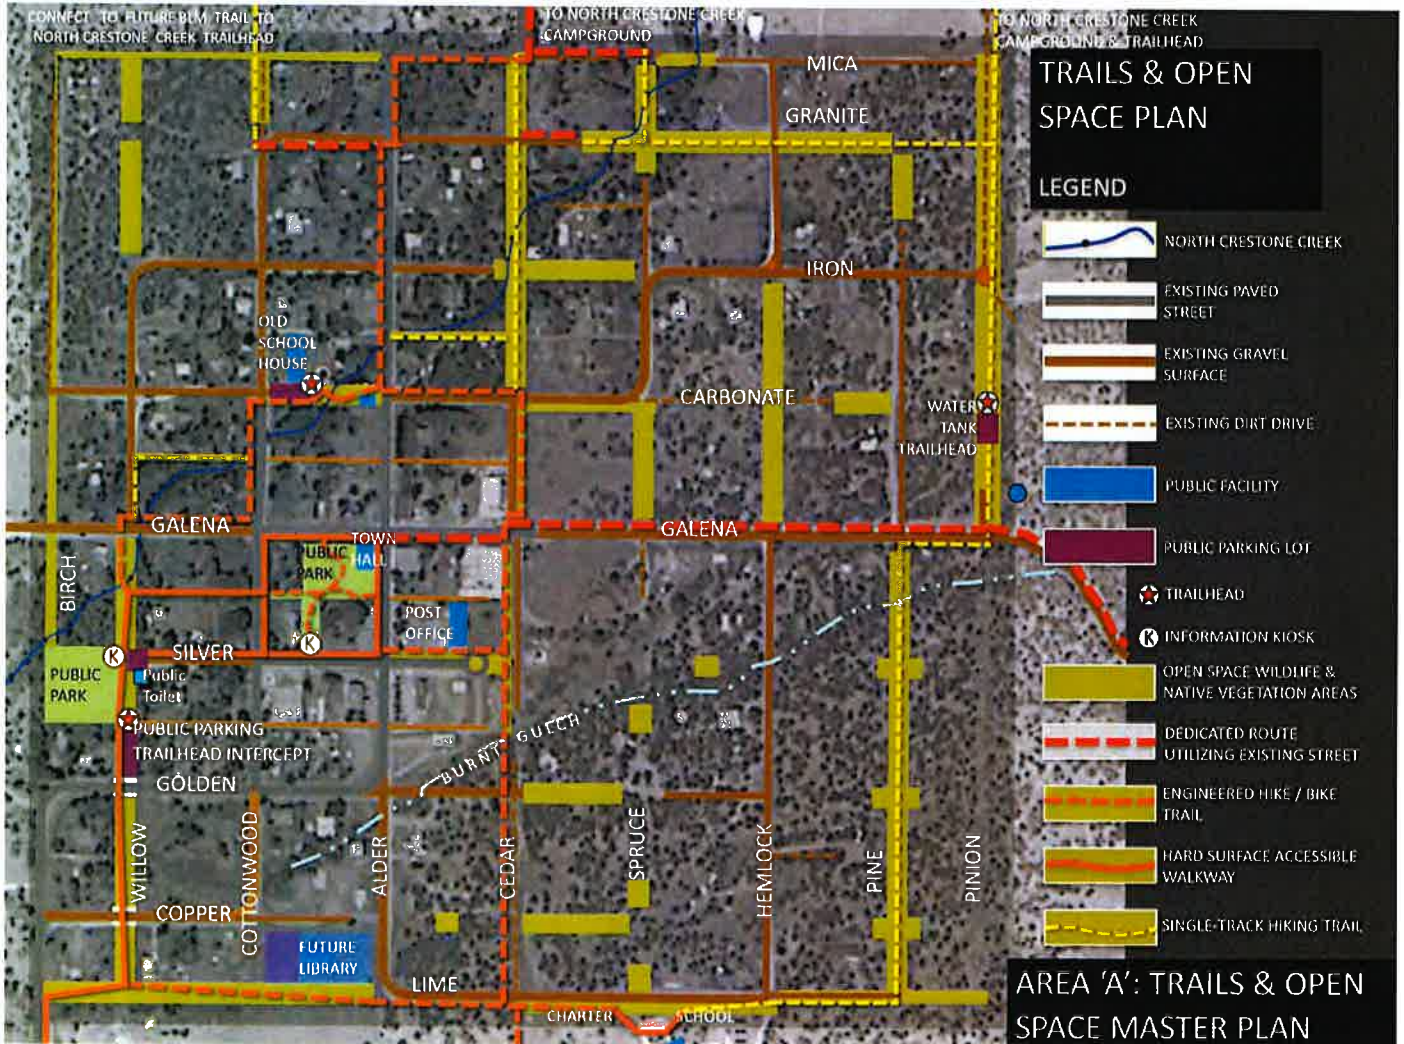 CONNECT TO FUTURE BLM TRAIL TO
NORTH CRESTONE CREEK TRAILHEAD
TO NORTH CRESTONE CREEK
CAMPGROUND
TO NORTH CRESTONE CREEK
CAMPGROUND & TRAILHEAD
TRAILS & OPEN
SPACE PLAN
LEGEND
NORTH CRESTONE CREEK
EXISTING PAVED
STREET
EXISTING GRAVEL
SURFACE
EXISTING DIRT DRIVE
PUBLIC FACILITY
PUBLIC PARKING LOT
TRAILHEAD
K
INFORMATION KIOSK
OPEN SPACE WILDLIFE &
NATIVE VEGETATION AREAS
DEDICATED ROUTE
UTILIZING EXISTING STREET
ENGINEERED HIKE / BIKE
TRAIL
HARD SURFACE ACCESSIBLE
WALKWAY
SINGLE-TRACK HIKING TRAIL
AREA 'A': TRAILS & OPEN
SPACE MASTER PLAN
MICA
GRANITE
IRON
OLD
SCHOOL
HOUSE
CARBONATE
WATER
TANK
TRAILHEAD
GALENA
GALENA
TOWN
HALL
PUBLIC
PARK
BIRCH
POST
OFFICE
K
K
SILVER
PUBLIC
PARK
Public
Toilet
PUBLIC PARKING
TRAILHEAD INTERCEPT
BURNT GULCH
GOLDEN
WILLOW
COTTONWOOD
ALDER
CEDAR
SPRUCE
HEMLOCK
PINE
PINION
COPPER
FUTURE
LIBRARY
LIME
CHARTER SCHOOL